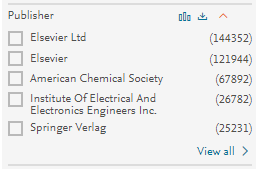 Publisher
Elsevier Ltd (144352)
Elsevier (121944)
American Chemical Society (67892)
Institute Of Electrical And (26782)
Electronics Engineers Inc.
Springer Verlag (25231)
View all